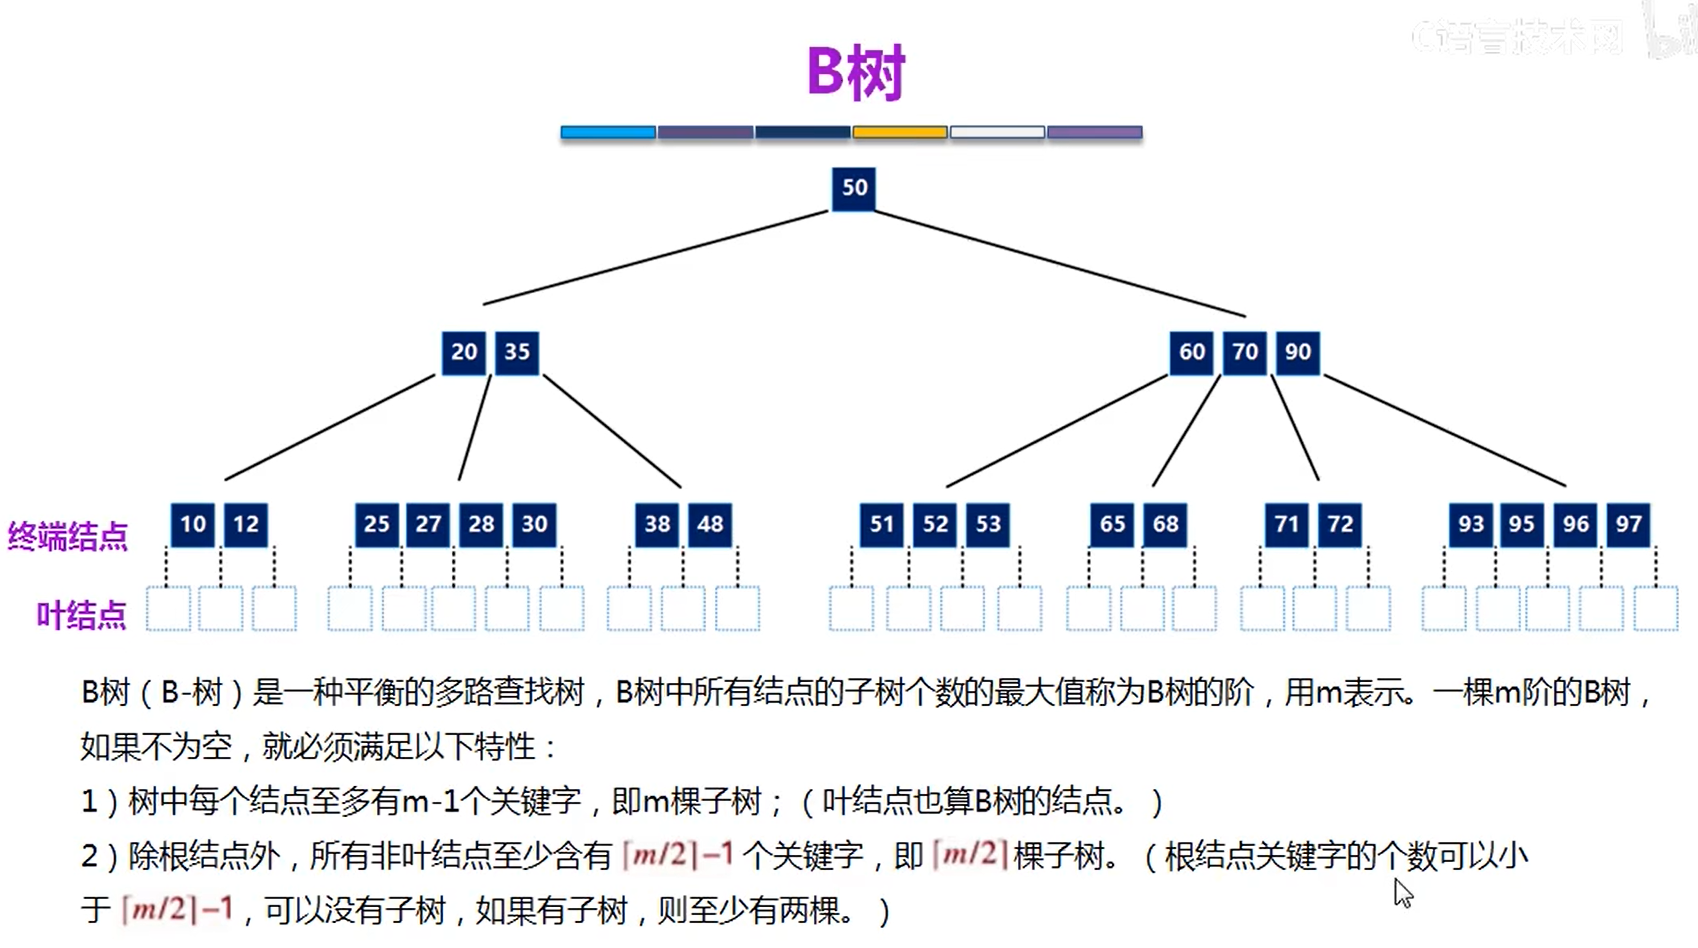 C语言技术网
B树
50
20 35 60 70 90
终端结点 10 12 25 27 28 30 38 48 51 52 53 65 68 71 72 93 95 96 97
叶结点
B树（B-树）是一种平衡的多路查找树，B树中所有结点的子树个数的最大值称为B树的阶，用m表示。一棵m阶的B树，
如果不为空，就必须满足以下特性：
1）树中每个结点至多有m-1个关键字，即m棵子树；（叶结点也算B树的结点。）
2）除根结点外，所有非叶结点至少含有 ⌈m/2⌉−1 个关键字，即 ⌈m/2⌉ 棵子树。（根结点关键字的个数可以小
于 ⌈m/2⌉−1，可以没有子树，如果有子树，则至少有两棵。）